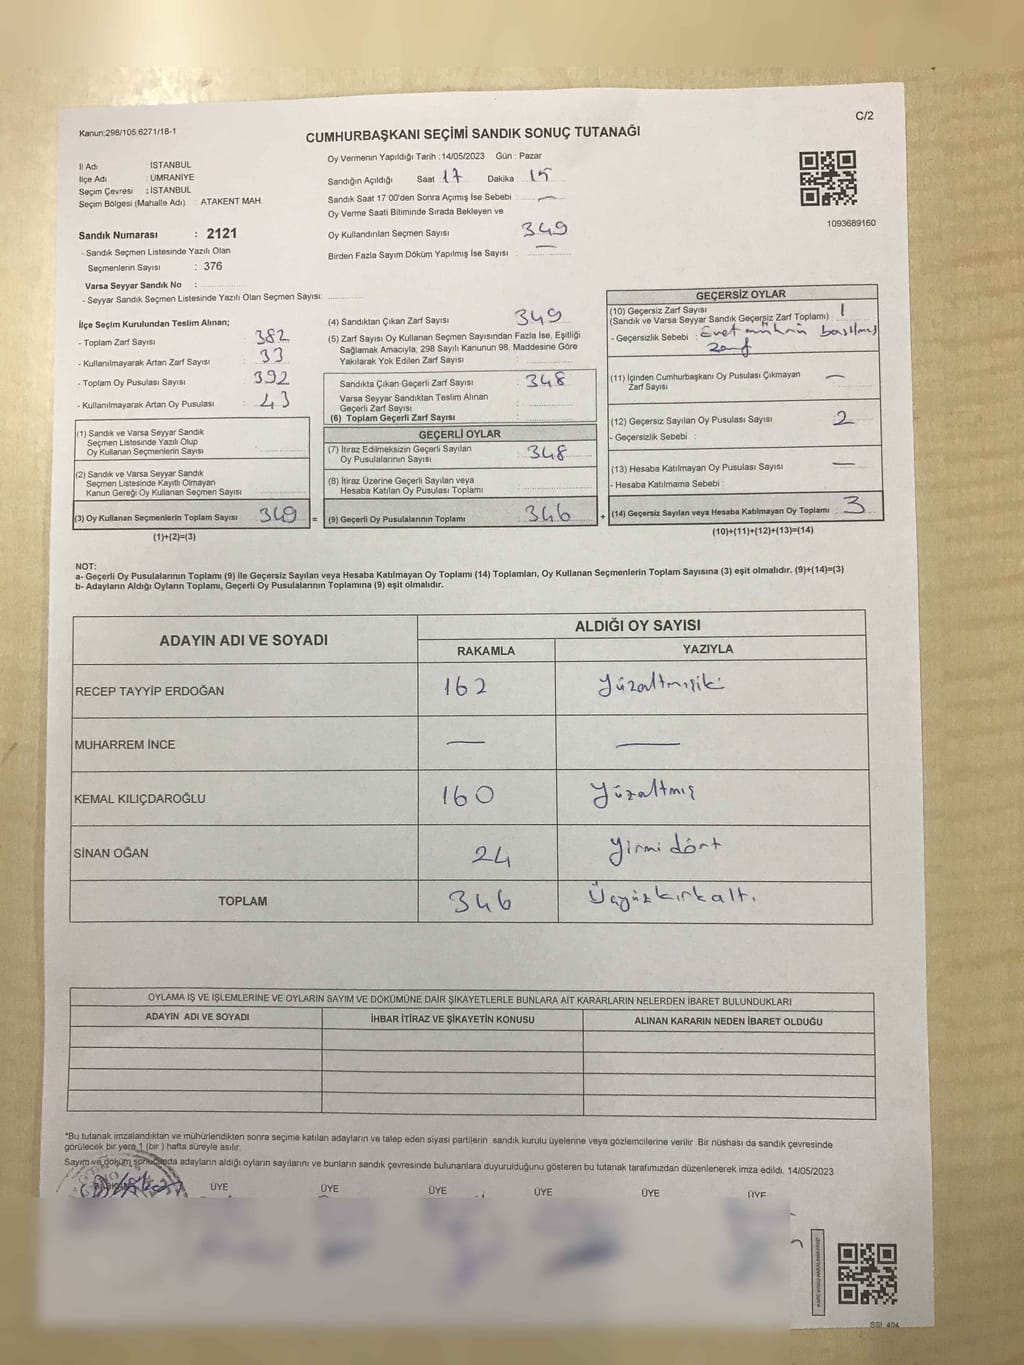 C/2
Kanun:298/105.6271/18-1
CUMHURBAŞKANI SEÇİMİ SANDIK SONUÇ TUTANAĞI
İl Adı : İSTANBUL
İlçe Adı : ÜMRANİYE
Seçim Çevresi : İSTANBUL
Seçim Bölgesi (Mahalle Adı) : ATAKENT MAH.
Sandık Numarası : 2121
- Sandık Seçmen Listesinde Yazılı Olan
Seçmenlerin Sayısı : 376
Varsa Seyyar Sandık No :
- Seyyar Sandık Seçmen Listesinde Yazılı Olan Seçmen Sayısı:
Oy Vermenin Yapıldığı Tarih :14/05/2023 Gün : Pazar
Sandığın Açıldığı Saat 17 Dakika 15
Sandık Saat 17:00'den Sonra Açımış İse Sebebi : —
Oy Verme Saati Bitiminde Sırada Bekleyen ve
Oy Kullandırılan Seçmen Sayısı 349
Birden Fazla Sayım Döküm Yapılmış İse Sayısı : —
1093689160
İlçe Seçim Kurulundan Teslim Alınan;
- Toplam Zarf Sayısı : 382
- Kullanılmayarak Artan Zarf Sayısı : 33
- Toplam Oy Pusulası Sayısı : 392
- Kullanılmayarak Artan Oy Pusulası : 43
(1) Sandık ve Varsa Seyyar Sandık
Seçmen Listesinde Yazılı Olup
Oy Kullanan Seçmenlerin Sayısı :
(2) Sandık ve Varsa Seyyar Sandık
Seçmen Listesinde Kayıtlı Olmayan
Kanun Gereği Oy Kullanan Seçmen Sayısı :
(3) Oy Kullanan Seçmenlerin Toplam Sayısı : 349 =
(1)+(2)=(3)
(4) Sandıktan Çıkan Zarf Sayısı : 349
(5) Zarf Sayısı Oy Kullanan Seçmen Sayısından Fazla İse, Eşitliği
Sağlamak Amacıyla, 298 Sayılı Kanunun 98. Maddesine Göre
Yakılarak Yok Edilen Zarf Sayısı :
Sandıkta Çıkan Geçerli Zarf Sayısı : 348
Varsa Seyyar Sandıktan Teslim Alınan
Geçerli Zarf Sayısı :
(6) Toplam Geçerli Zarf Sayısı :
GEÇERLİ OYLAR
(7) İtiraz Edilmeksizin Geçerli Sayılan
Oy Pusulalarının Sayısı : 348
(8) İtiraz Üzerine Geçerli Sayılan veya
Hesaba Katılan Oy Pusulası Toplamı :
(9) Geçerli Oy Pusulalarının Toplamı : 346 +
GEÇERSİZ OYLAR
(10) Geçersiz Zarf Sayısı
(Sandık ve Varsa Seyyar Sandık Geçersiz Zarf Toplamı) : 1
- Geçersizlik Sebebi : Evet mührü basılmış
zarf
(11) İçinden Cumhurbaşkanı Oy Pusulası Çıkmayan
Zarf Sayısı : —
(12) Geçersiz Sayılan Oy Pusulası Sayısı : 2
- Geçersizlik Sebebi :
(13) Hesaba Katılmayan Oy Pusulası Sayısı : —
- Hesaba Katılmama Sebebi :
(14) Geçersiz Sayılan veya Hesaba Katılmayan Oy Toplamı : 3
(10)+(11)+(12)+(13)=(14)
NOT:
a- Geçerli Oy Pusulalarının Toplamı (9) ile Geçersiz Sayılan veya Hesaba Katılmayan Oy Toplamı (14) Toplamları, Oy Kullanan Seçmenlerin Toplam Sayısına (3) eşit olmalıdır. (9)+(14)=(3)
b- Adayların Aldığı Oyların Toplamı, Geçerli Oy Pusulalarının Toplamına (9) eşit olmalıdır.
ADAYIN ADI VE SOYADI
ALDIĞI OY SAYISI
RAKAMLA YAZIYLA
RECEP TAYYİP ERDOĞAN 162 Yüzaltmışiki
MUHARREM İNCE — —
KEMAL KILIÇDAROĞLU 160 Yüzaltmış
SİNAN OĞAN 24 Yirmi dört
TOPLAM 346 Üçyüzkırkaltı
OYLAMA İŞ VE İŞLEMLERİNE VE OYLARIN SAYIM VE DÖKÜMÜNE DAİR ŞİKAYETLERLE BUNLARA AİT KARARLARIN NELERDEN İBARET BULUNDUKLARI
ADAYIN ADI VE SOYADI İHBAR İTİRAZ VE ŞİKAYETİN KONUSU ALINAN KARARIN NEDEN İBARET OLDUĞU
*Bu tutanak imzalandıktan ve mühürlendikten sonra seçime katılan adayların ve talep eden siyasi partilerin sandık kurulu üyelerine veya gözlemcilerine verilir. Bir nüshası da sandık çevresinde
görülecek bir yere 1 (bir ) hafta süreyle asılır.
Sayım ve döküm sonucunda adayların aldığı oyların sayılarını ve bunların sandık çevresinde bulunanlara duyurulduğunu gösteren bu tutanak tarafımızdan düzenlenerek imza edildi. 14/05/2023
BAŞKAN ÜYE ÜYE ÜYE ÜYE ÜYE ÜYE
SSI_404